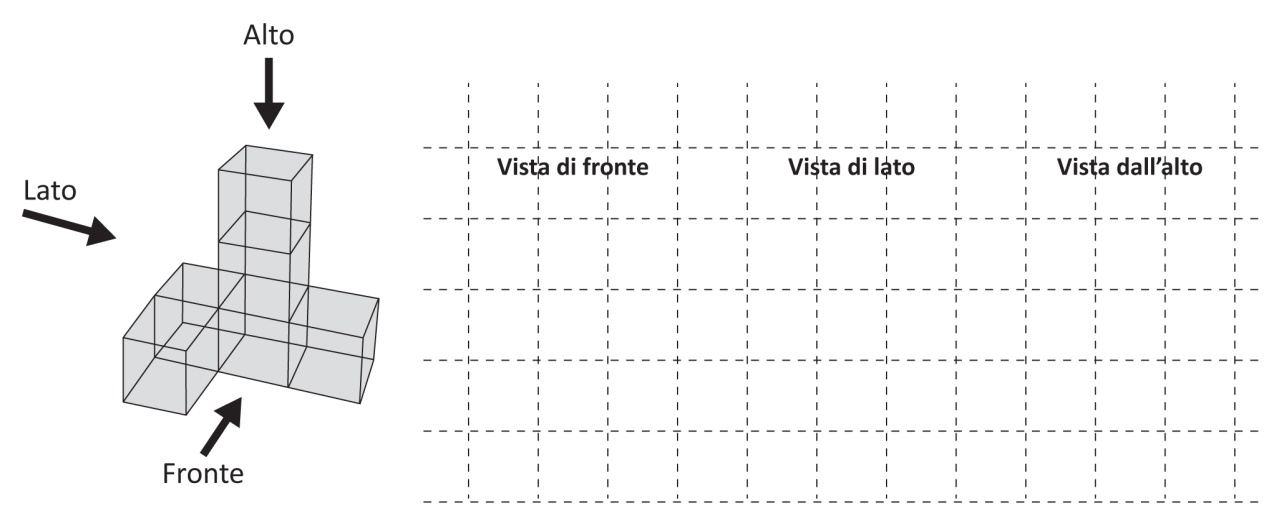 Alto
Lato
Fronte
Vista di fronte
Vista di lato
Vista dall’alto